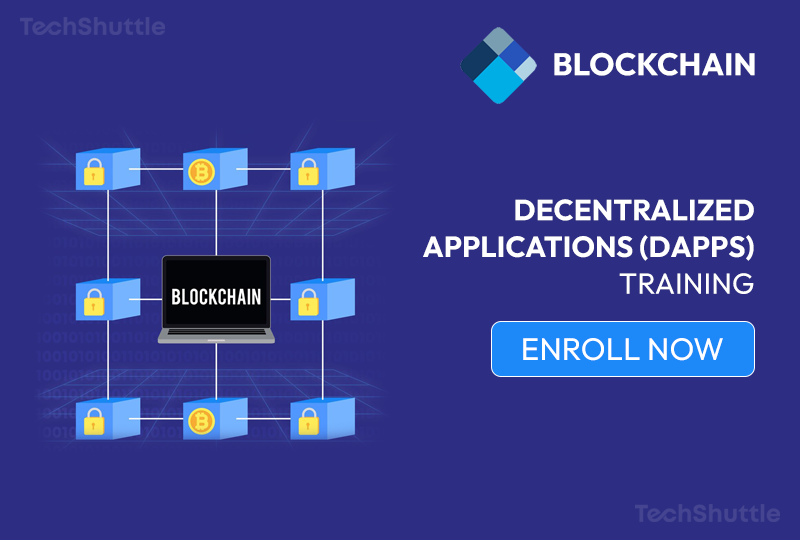 TechShuttle
BLOCKCHAIN
DECENTRALIZED
APPLICATIONS (DAPPS)
TRAINING
BLOCKCHAIN
ENROLL NOW
TechShuttle